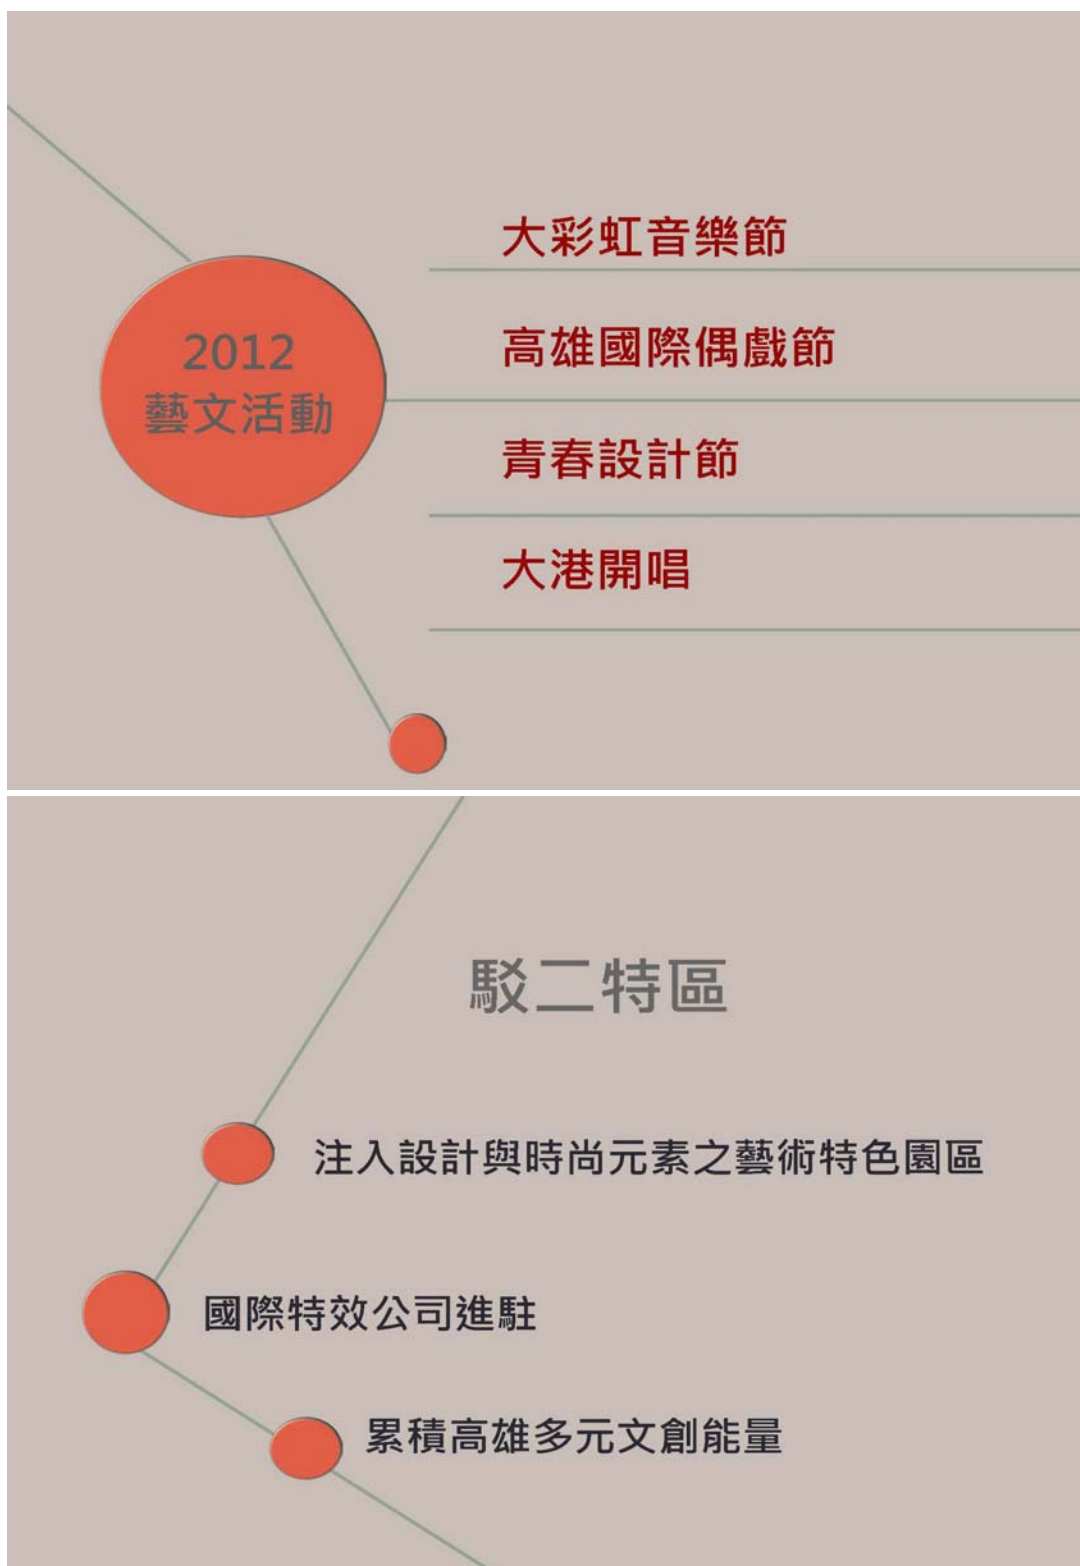 2012
藝文活動
大彩虹音樂節
高雄國際偶戲節
青春設計節
大港開唱
駁二特區
注入設計與時尚元素之藝術特色園區
國際特效公司進駐
累積高雄多元文創能量